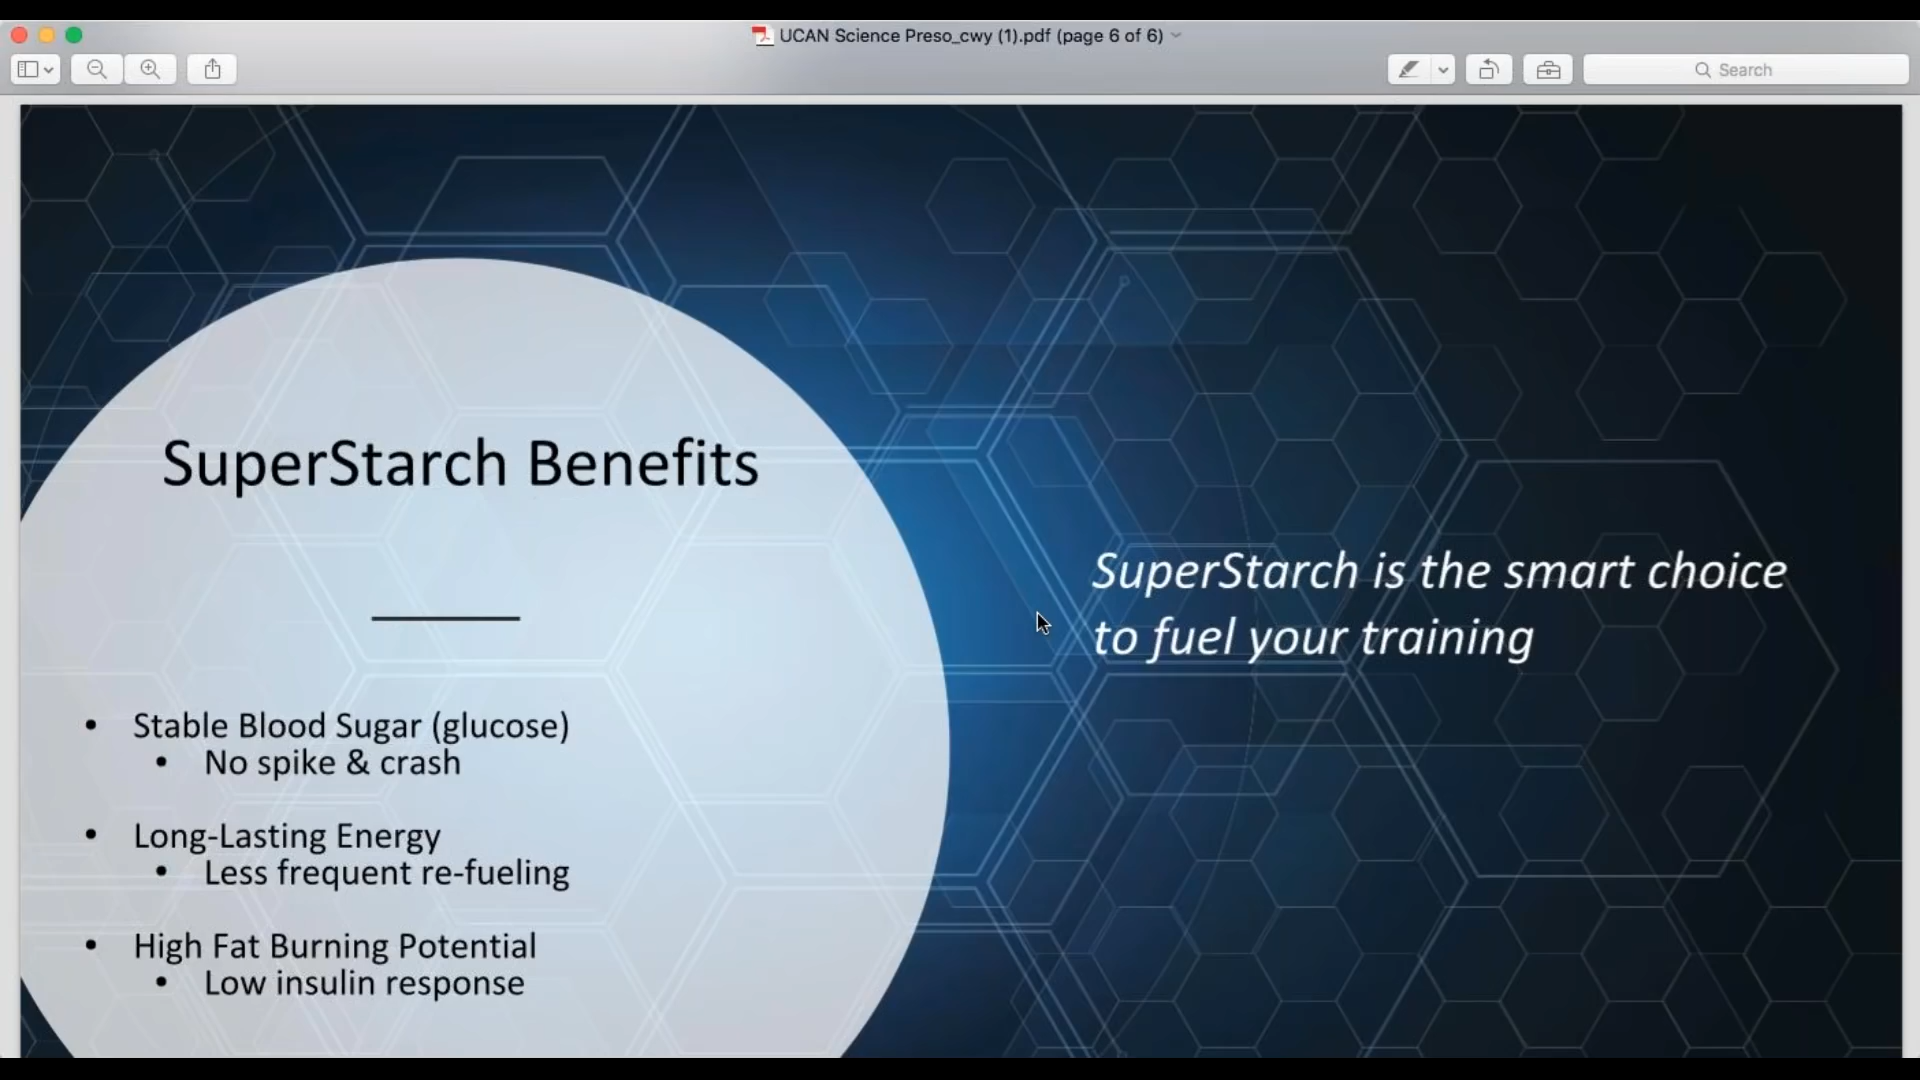 UCAN Science Preso_cwy (1).pdf (page 6 of 6)
Search
SuperStarch Benefits
• Stable Blood Sugar (glucose)
• No spike & crash
• Long-Lasting Energy
• Less frequent re-fueling
• High Fat Burning Potential
• Low insulin response
SuperStarch is the smart choice
to fuel your training